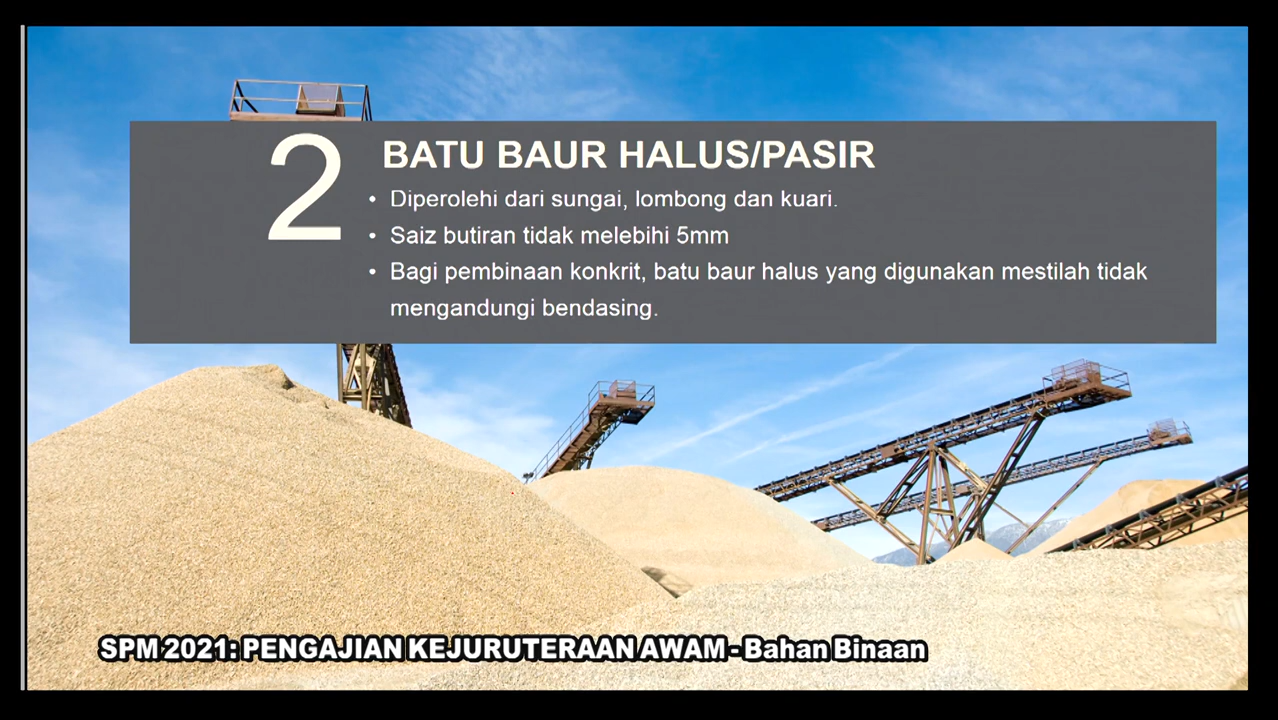 2
BATU BAUR HALUS/PASIR
• Diperolehi dari sungai, lombong dan kuari.
• Saiz butiran tidak melebihi 5mm
• Bagi pembinaan konkrit, batu baur halus yang digunakan mestilah tidak
mengandungi bendasing.
SPM 2021: PENGAJIAN KEJURUTERAAN AWAM - Bahan Binaan